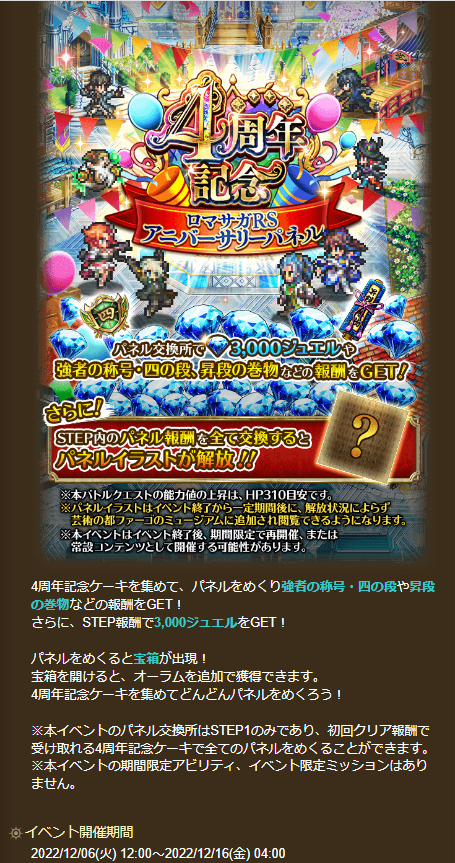 4周年
記念
ロマサガRS
アニバーサリーパネル
四
パネル交換所で3,000ジュエルや
強者の称号・四の段、昇段の巻物などの報酬をGET!
さらに!
STEP内のパネル報酬を全て交換すると
パネルイラストが解放!!
?
※本バトルクエストの能力値の上昇は、HP310目安です。
※パネルイラストはイベント終了から一定期間後に、解放状況によらず
芸術の都ファーゴのミュージアムに追加され閲覧できるようになります。
※本イベントはイベント終了後、期間限定で再開催、または
常設コンテンツとして開催する可能性があります。
4周年記念ケーキを集めて、パネルをめくり強者の称号・四の段や昇段
の巻物などの報酬をGET！
さらに、STEP報酬で3,000ジュエルをGET！
パネルをめくると宝箱が出現！
宝箱を開けると、オーラムを追加で獲得できます。
4周年記念ケーキを集めてどんどんパネルをめくろう！
※本イベントのパネル交換所はSTEP1のみであり、初回クリア報酬で
受け取れる4周年記念ケーキで全てのパネルをめくることができます。
※本イベントの期間限定アビリティ、イベント限定ミッションはあり
ません。
イベント開催期間
2022/12/06(火) 12:00～2022/12/16(金) 04:00